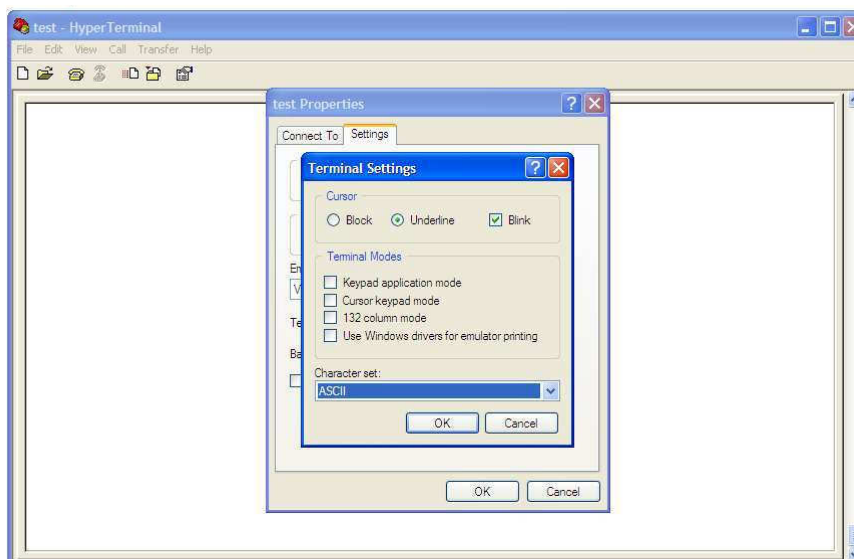 test - HyperTerminal
File Edit View Call Transfer Help
test Properties
Connect To Settings
Terminal Settings
Cursor
Block Underline Blink
Terminal Modes
Keypad application mode
Cursor keypad mode
132 column mode
Use Windows drivers for emulator printing
Character set:
ASCII
OK Cancel
OK Cancel